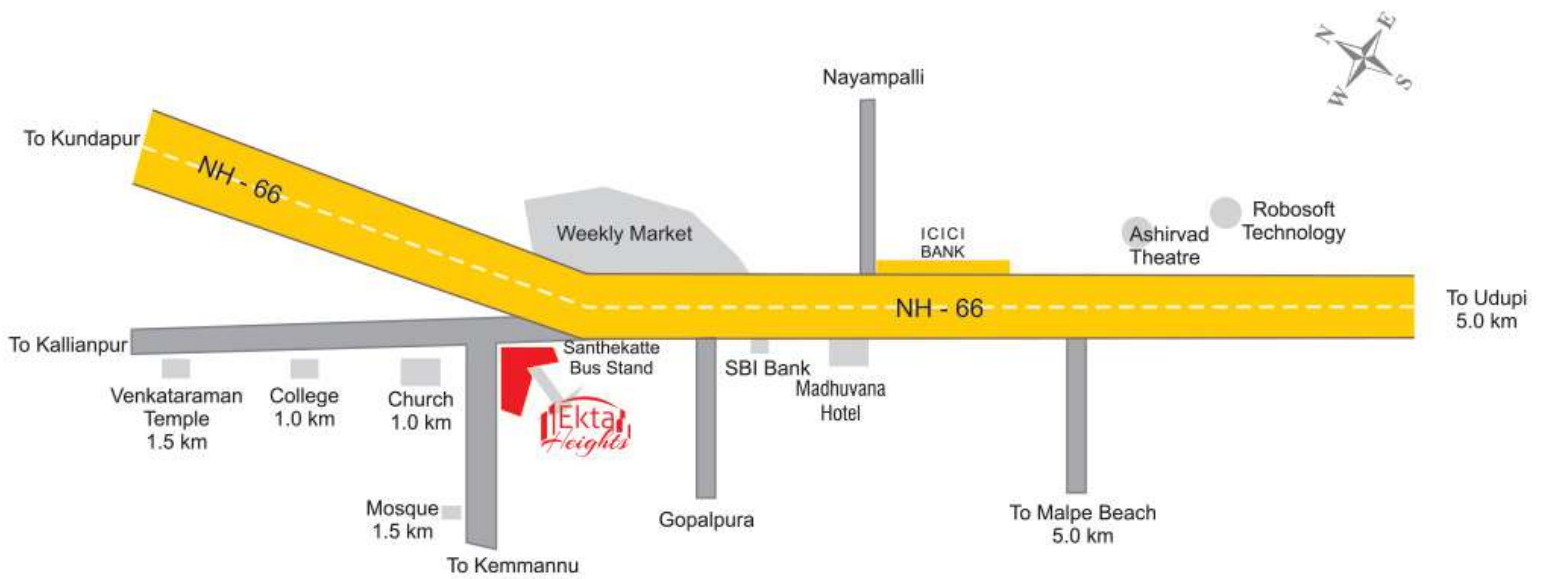 N
E
W
S
Nayampalli
To Kundapur
NH - 66
Weekly Market
ICICI
BANK
Ashirvad
Theatre
Robosoft
Technology
NH - 66
To Udupi
5.0 km
To Kallianpur
Santhekatte
Bus Stand
SBI Bank
Madhuvana
Hotel
Venkataraman
Temple
1.5 km
College
1.0 km
Church
1.0 km
Ekta
Heights
Mosque
1.5 km
Gopalpura
To Malpe Beach
5.0 km
To Kemmannu